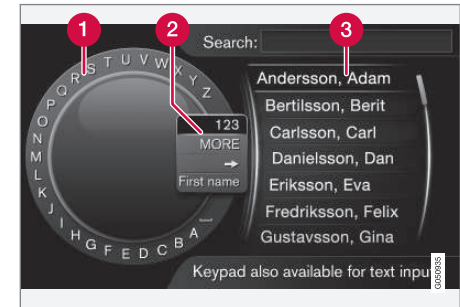 1
2
3
Search:
A B C D E F G H I J K L M N O P Q R S T U V W X Y Z
123
MORE
➞
First name
Andersson, Adam
Bertilsson, Berit
Carlsson, Carl
Danielsson, Dan
Eriksson, Eva
Fredriksson, Felix
Gustavsson, Gina
Keypad also available for text input
G050935